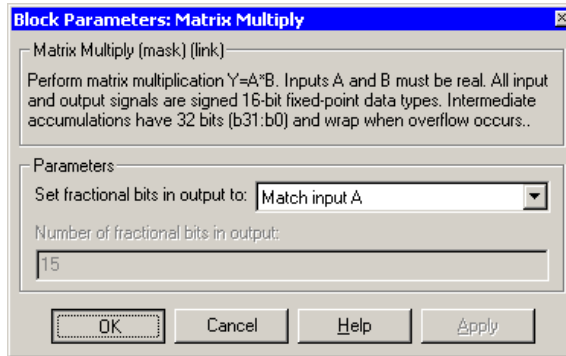 Block Parameters: Matrix Multiply
Matrix Multiply (mask) (link)
Perform matrix multiplication Y=A*B. Inputs A and B must be real. All input
and output signals are signed 16-bit fixed-point data types. Intermediate
accumulations have 32 bits (b31:b0) and wrap when overflow occurs..
Parameters
Set fractional bits in output to: Match input A
Number of fractional bits in output:
15
OK Cancel Help Apply